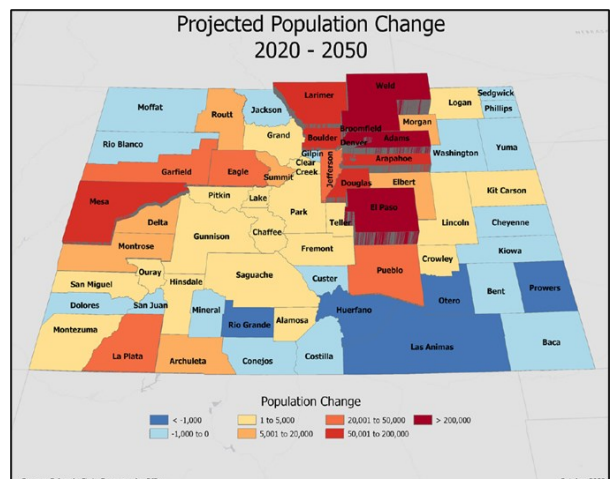 Projected Population Change
2020 - 2050
Moffat
Routt
Jackson
Larimer
Weld
Logan
Sedgwick
Phillips
Grand
Boulder
Broomfield
Morgan
Rio Blanco
Gilpin
Denver
Adams
Washington
Yuma
Clear
Creek
Arapahoe
Garfield
Eagle
Summit
Jefferson
Douglas
Elbert
Kit Carson
Mesa
Pitkin
Lake
Park
El Paso
Delta
Teller
Lincoln
Cheyenne
Gunnison
Chaffee
Montrose
Fremont
Kiowa
Ouray
Crowley
Pueblo
San Miguel
Hinsdale
Saguache
Custer
Otero
Bent
Prowers
Dolores
San Juan
Mineral
Huerfano
Rio Grande
Alamosa
Montezuma
La Plata
Archuleta
Conejos
Costilla
Las Animas
Baca
Population Change
< -1,000
1 to 5,000
20,001 to 50,000
> 200,000
-1,000 to 0
5,001 to 20,000
50,001 to 200,000